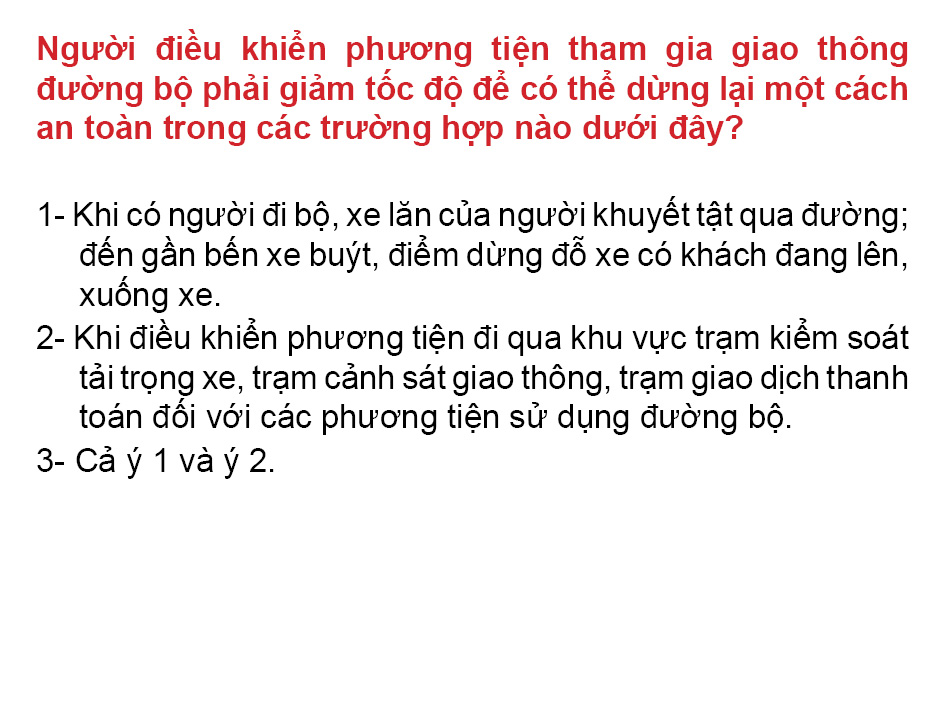 Người điều khiển phương tiện tham gia giao thông
đường bộ phải giảm tốc độ để có thể dừng lại một cách
an toàn trong các trường hợp nào dưới đây?
1- Khi có người đi bộ, xe lăn của người khuyết tật qua đường;
đến gần bến xe buýt, điểm dừng đỗ xe có khách đang lên,
xuống xe.
2- Khi điều khiển phương tiện đi qua khu vực trạm kiểm soát
tải trọng xe, trạm cảnh sát giao thông, trạm giao dịch thanh
toán đối với các phương tiện sử dụng đường bộ.
3- Cả ý 1 và ý 2.